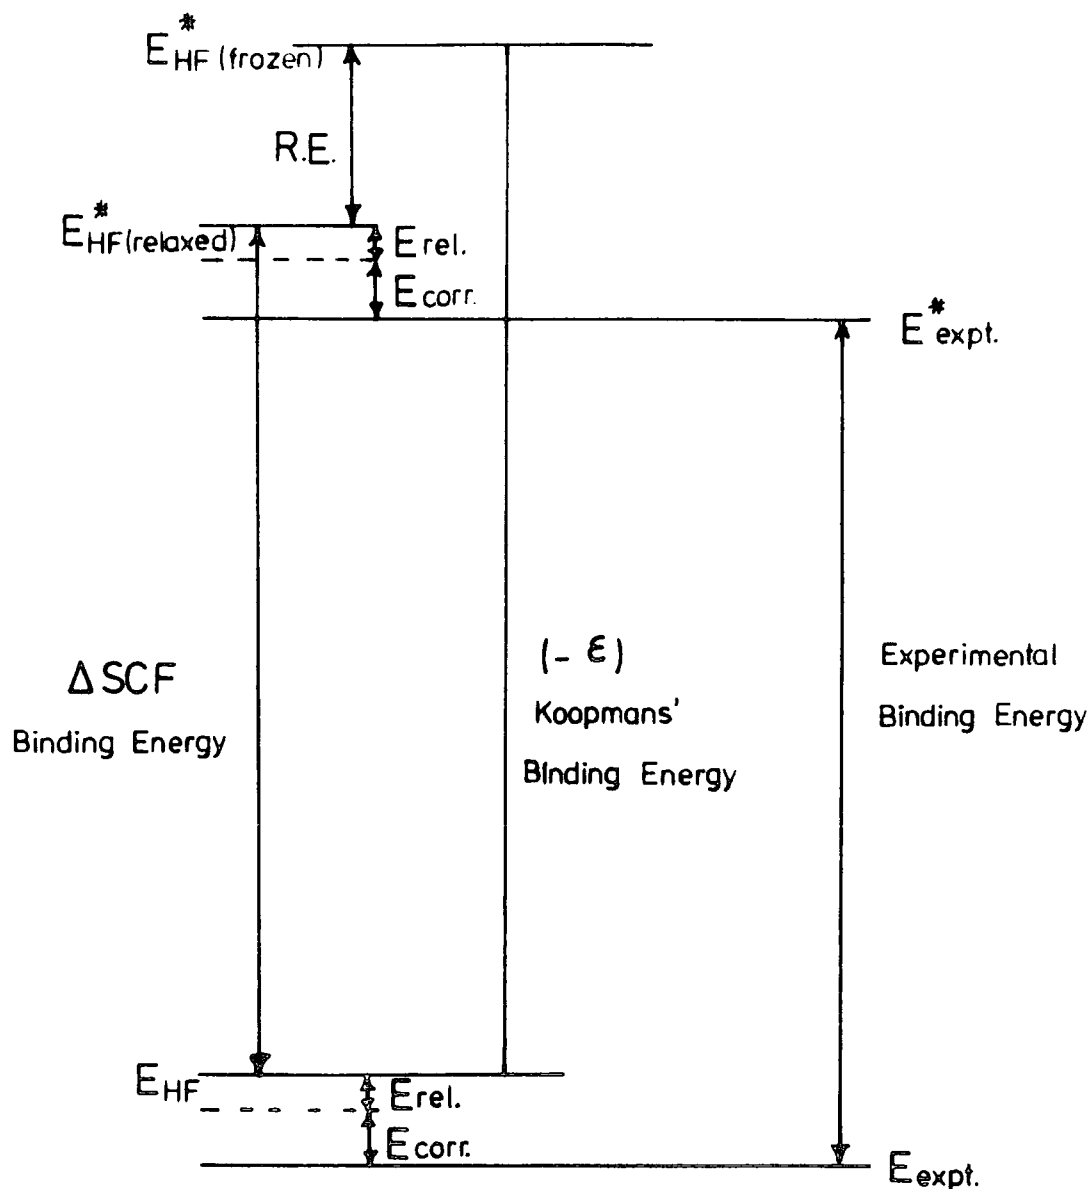 E*HF (frozen)
R.E.
E*HF (relaxed)
E rel.
E corr.
E*expt.
ΔSCF
Binding Energy
(- ε)
Koopmans'
Binding Energy
Experimental
Binding Energy
EHF
E rel.
E corr.
E expt.